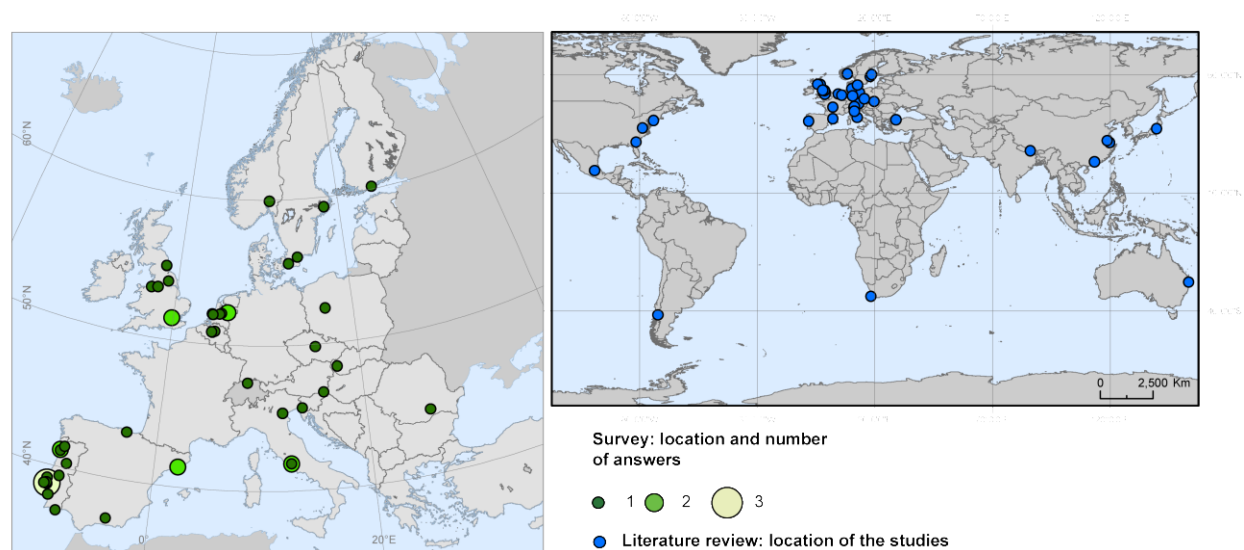 60°N
50°N
40°N
0°
20°E
0 2,500 Km
Survey: location and number
of answers
1 2 3
Literature review: location of the studies